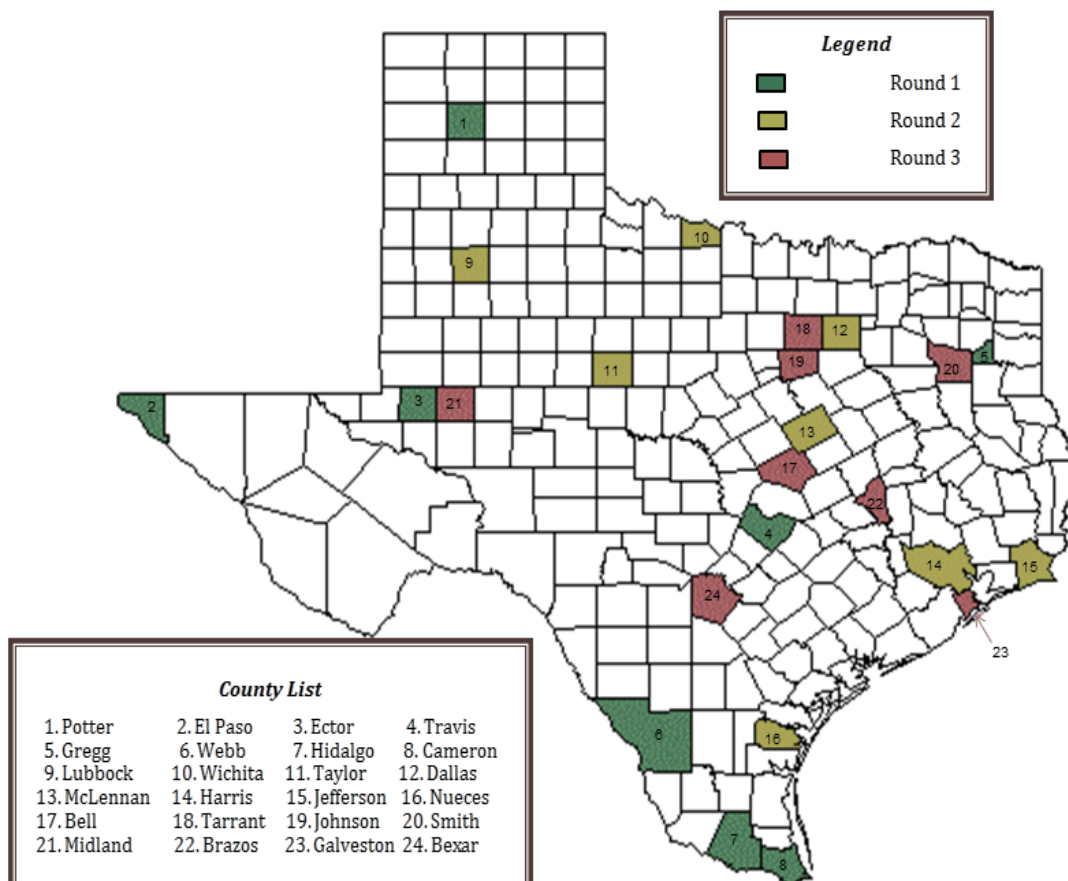 Legend
Round 1
Round 2
Round 3
1
10
9
18
12
11
5
19
20
2
3
21
13
17
22
4
14
15
24
23
16
6
7
8
County List
1. Potter 2. El Paso 3. Ector 4. Travis
5. Gregg 6. Webb 7. Hidalgo 8. Cameron
9. Lubbock 10. Wichita 11. Taylor 12. Dallas
13. McLennan 14. Harris 15. Jefferson 16. Nueces
17. Bell 18. Tarrant 19. Johnson 20. Smith
21. Midland 22. Brazos 23. Galveston 24. Bexar